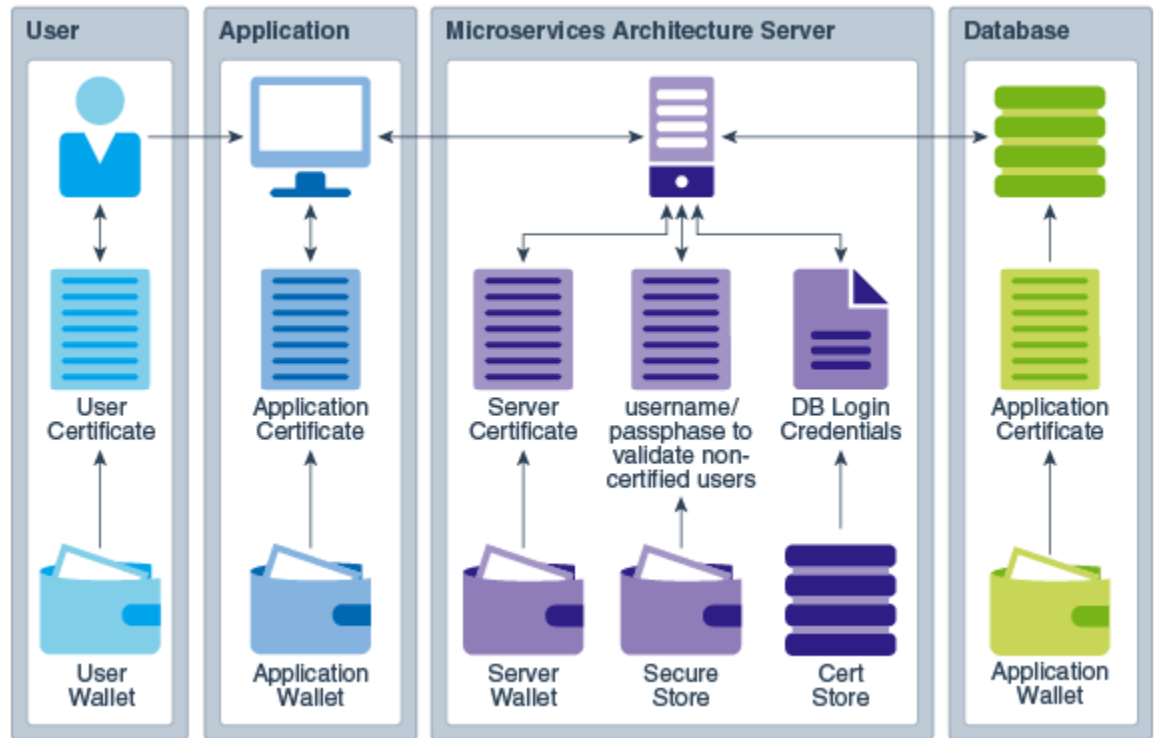 User
Application
Microservices Architecture Server
Database
User
Certificate
Application
Certificate
Server
Certificate
username/
passphase to
validate non-
certified users
DB Login
Credentials
Application
Certificate
User
Wallet
Application
Wallet
Server
Wallet
Secure
Store
Cert
Store
Application
Wallet